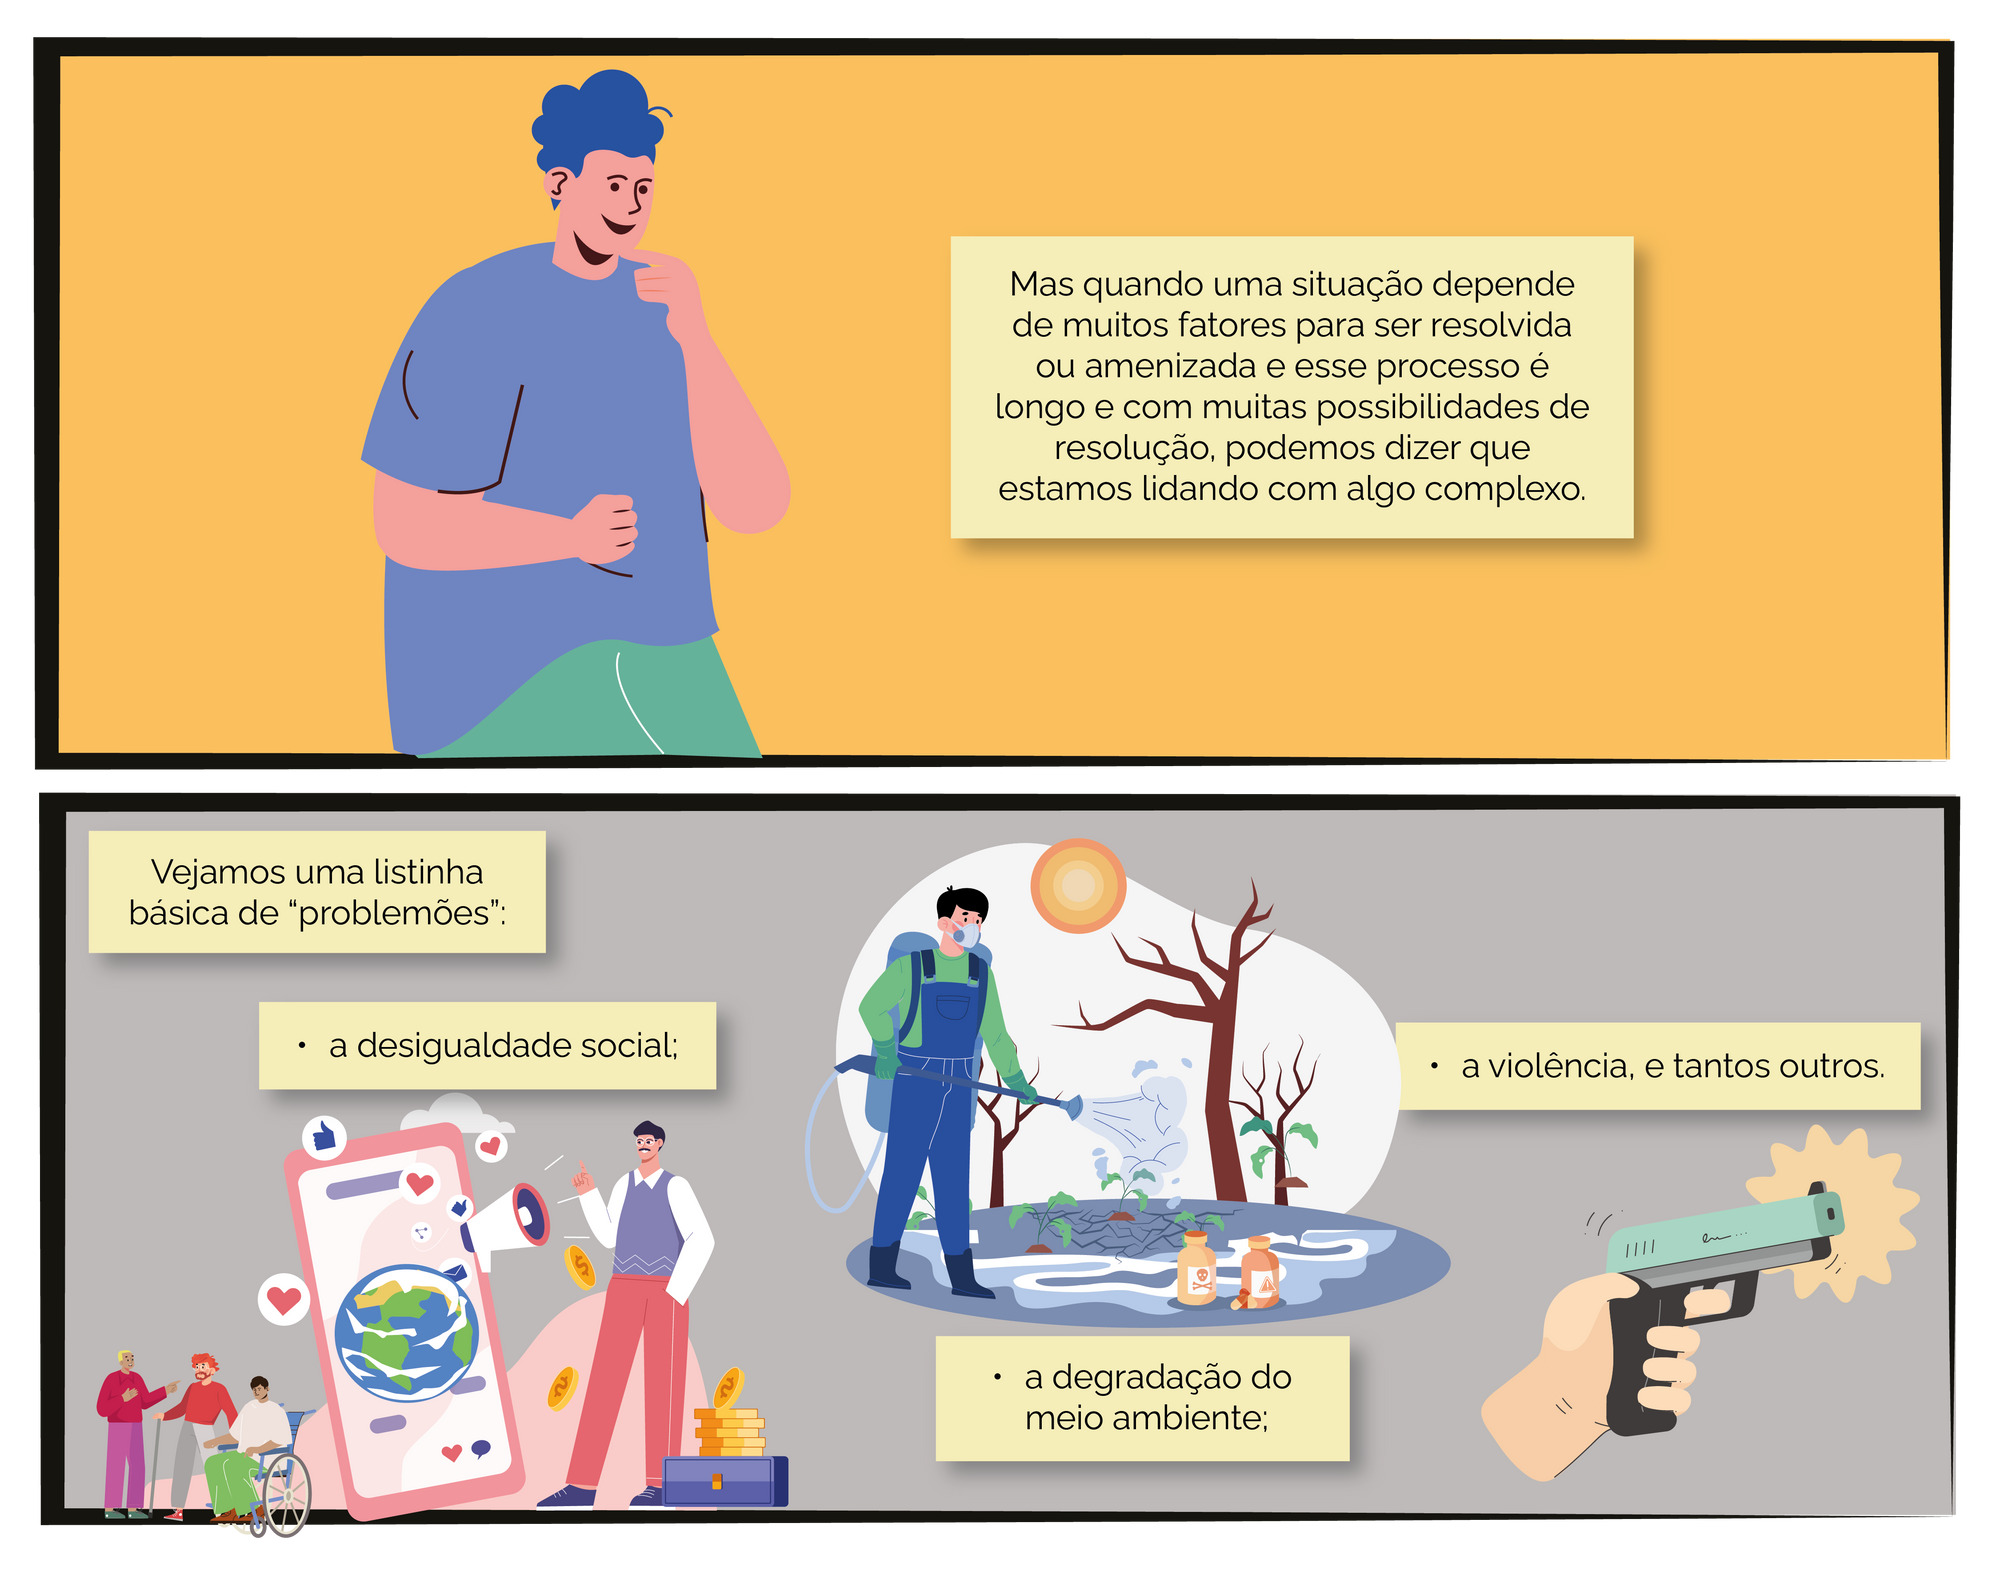 Mas quando uma situação depende
de muitos fatores para ser resolvida
ou amenizada e esse processo é
longo e com muitas possibilidades de
resolução, podemos dizer que
estamos lidando com algo complexo.
Vejamos uma listinha
básica de “problemões”:
• a desigualdade social;
• a degradação do
meio ambiente;
• a violência, e tantos outros.